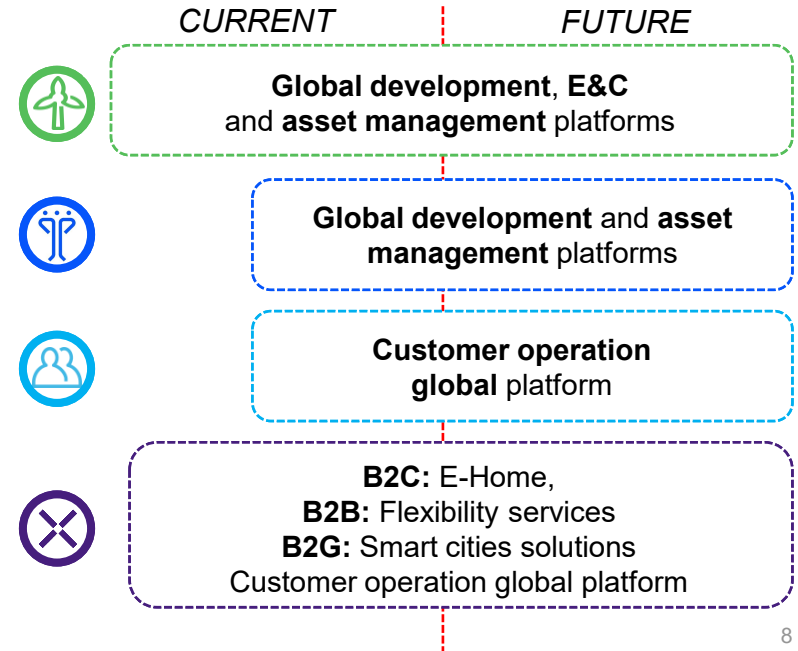 CURRENT
FUTURE
Global development, E&C
and asset management platforms
Global development and asset
management platforms
Customer operation
global platform
B2C: E-Home,
B2B: Flexibility services
B2G: Smart cities solutions
Customer operation global platform
8